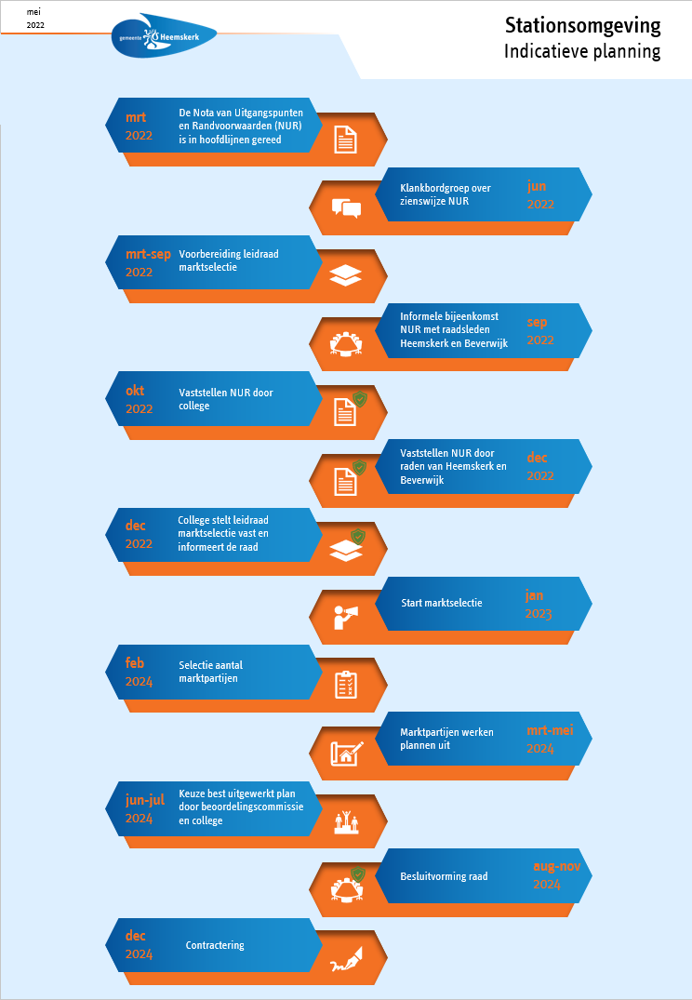 mei
2022
gemeente Heemskerk
Stationsomgeving
Indicatieve planning
mrt
2022
De Nota van Uitgangspunten
en Randvoorwaarden (NUR)
is in hoofdlijnen gereed
Klankbordgroep over
zienswijze NUR
jun
2022
mrt-sep
2022
Voorbereiding leidraad
marktselectie
Informele bijeenkomst
NUR met raadsleden
Heemskerk en Beverwijk
sep
2022
okt
2022
Vaststellen NUR door
college
Vaststellen NUR door
raden van Heemskerk en
Beverwijk
dec
2022
dec
2022
College stelt leidraad
marktselectie vast en
informeert de raad
Start marktselectie
jan
2023
feb
2024
Selectie aantal
marktpartijen
Marktpartijen werken
plannen uit
mrt-mei
2024
jun-jul
2024
Keuze best uitgewerkt plan
door beoordelingscommissie
en college
Besluitvorming raad
aug-nov
2024
dec
2024
Contractering